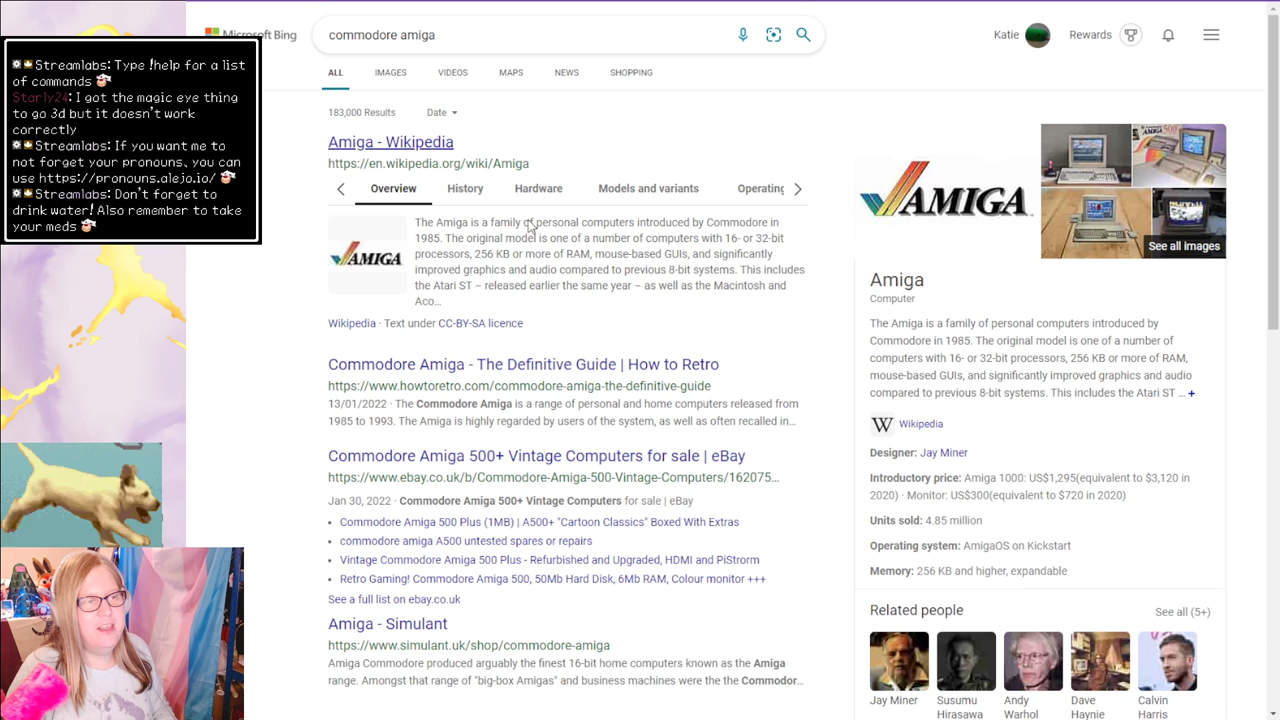 Microsoft Bing
commodore amiga
Katie
Rewards
ALL
IMAGES
VIDEOS
MAPS
NEWS
SHOPPING
Streamlabs: Type !help for a list
of commands
Starly24: I got the magic eye thing
to go 3d but it doesn't work
correctly
Streamlabs: If you want me to
not forget your pronouns, you can
use https://pronouns.alejo.io/
Streamlabs: Don't forget to
drink water! Also remember to take
your meds
183,000 Results
Date
Amiga - Wikipedia
https://en.wikipedia.org/wiki/Amiga
Overview
History
Hardware
Models and variants
Operating
The Amiga is a family of personal computers introduced by Commodore in
1985. The original model is one of a number of computers with 16- or 32-bit
processors, 256 KB or more of RAM, mouse-based GUIs, and significantly
improved graphics and audio compared to previous 8-bit systems. This includes
the Atari ST – released earlier the same year – as well as the Macintosh and
Aco...
AMIGA
Wikipedia · Text under CC-BY-SA licence
Commodore Amiga - The Definitive Guide | How to Retro
https://www.howtoretro.com/commodore-amiga-the-definitive-guide
13/01/2022 · The Commodore Amiga is a range of personal and home computers released from
1985 to 1993. The Amiga is highly regarded by users of the system, as well as often recalled in...
Commodore Amiga 500+ Vintage Computers for sale | eBay
https://www.ebay.co.uk/b/Commodore-Amiga-500-Vintage-Computers/162075...
Jan 30, 2022 · Commodore Amiga 500+ Vintage Computers for sale | eBay
• Commodore Amiga 500 Plus (1MB) | A500+ "Cartoon Classics" Boxed With Extras
• commodore amiga A500 untested spares or repairs
• Vintage Commodore Amiga 500 Plus - Refurbished and Upgraded, HDMI and PiStrorm
• Retro Gaming! Commodore Amiga 500, 50Mb Hard Disk, 6Mb RAM, Colour monitor +++
See a full list on ebay.co.uk
Amiga - Simulant
https://www.simulant.uk/shop/commodore-amiga
Amiga Commodore produced arguably the finest 16-bit home computers known as the Amiga
range. Amongst that range of "big-box Amigas" and business machines were the the Commodor...
AMIGA
See all images
Amiga
Computer
The Amiga is a family of personal computers introduced by
Commodore in 1985. The original model is one of a number of
computers with 16- or 32-bit processors, 256 KB or more of RAM,
mouse-based GUIs, and significantly improved graphics and audio
compared to previous 8-bit systems. This includes the Atari ST ... +
W Wikipedia
Designer: Jay Miner
Introductory price: Amiga 1000: US$1,295(equivalent to $3,120 in
2020) · Monitor: US$300(equivalent to $720 in 2020)
Units sold: 4.85 million
Operating system: AmigaOS on Kickstart
Memory: 256 KB and higher, expandable
Related people
See all (5+)
Jay Miner
Susumu
Hirasawa
Andy
Warhol
Dave
Haynie
Calvin
Harris